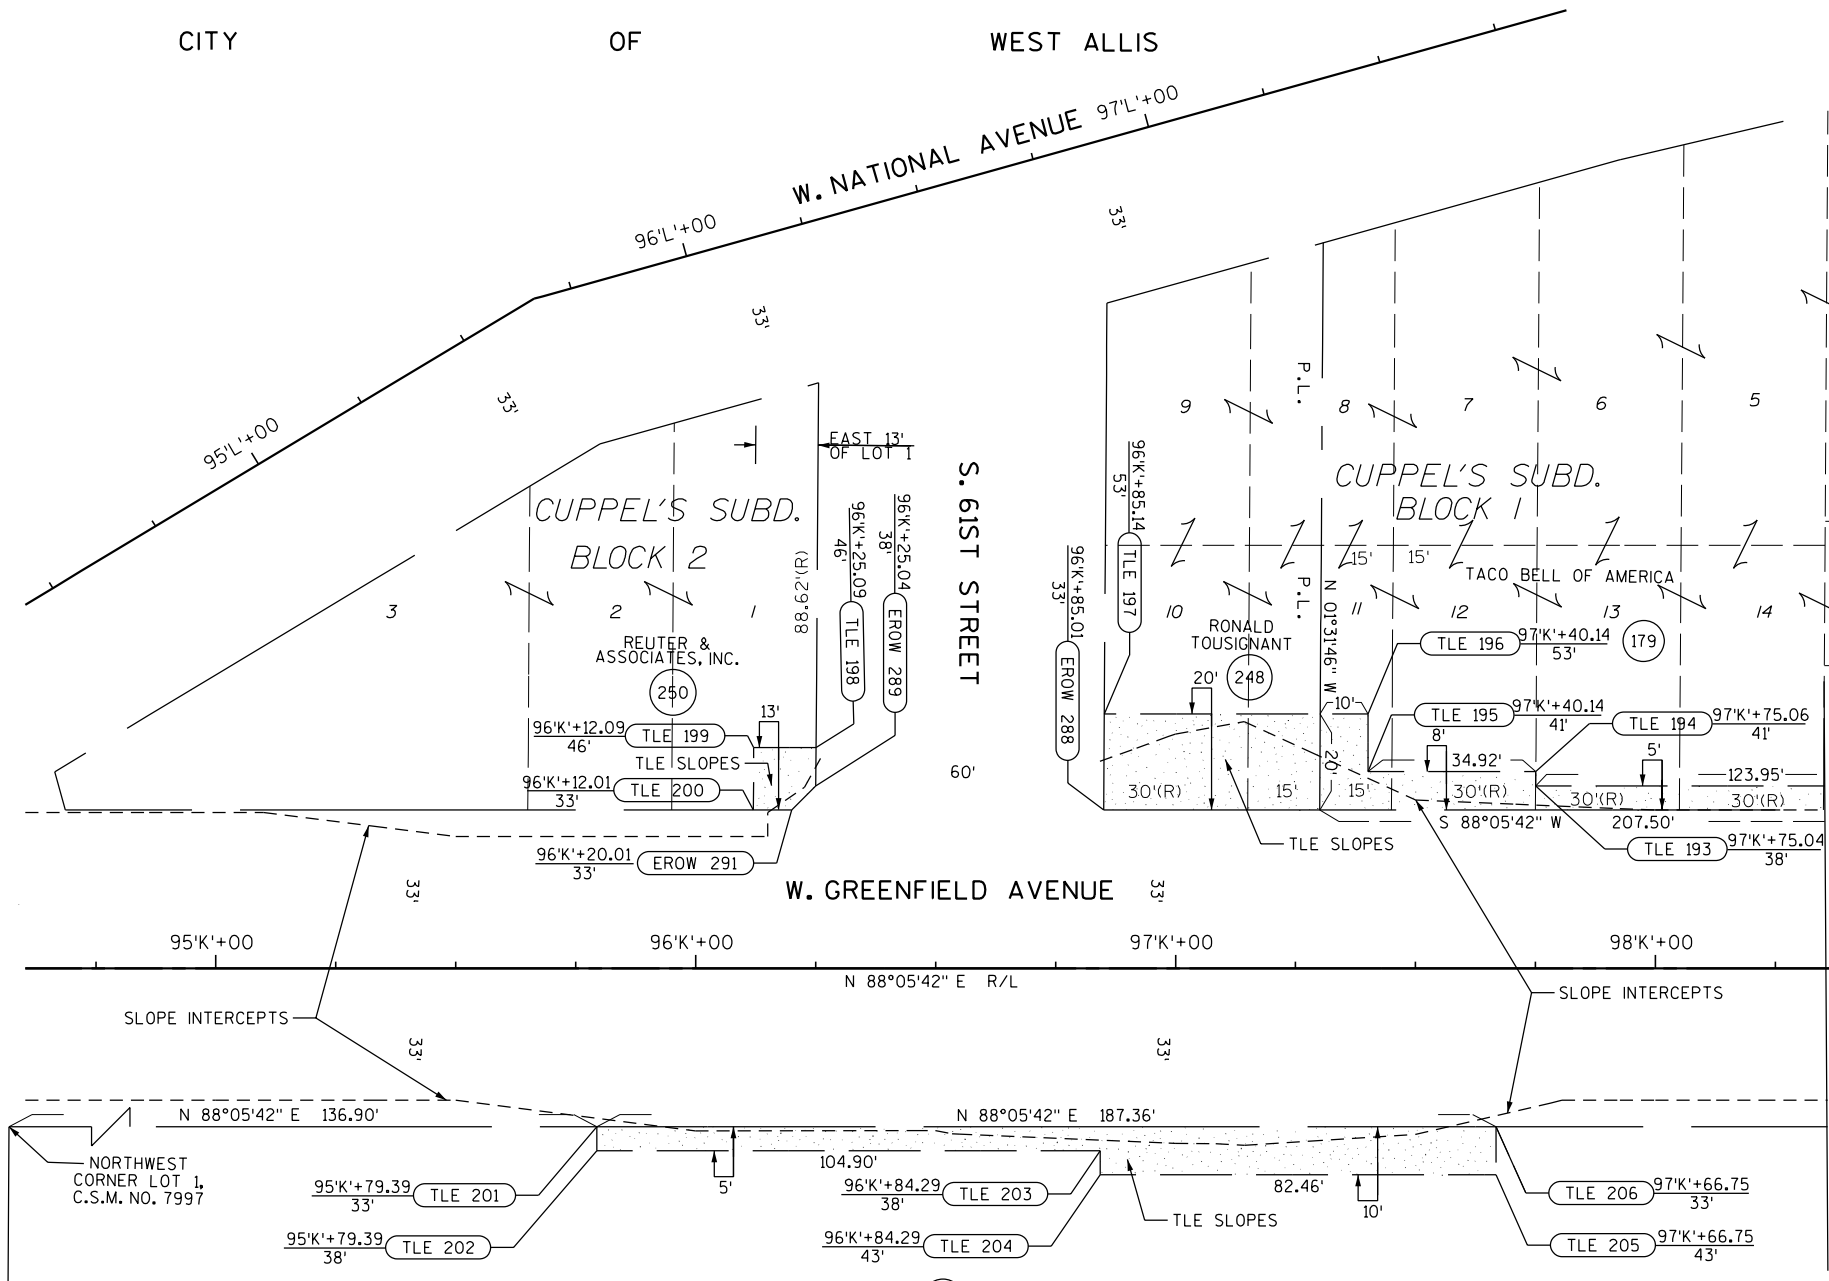 CITY OF WEST ALLIS
W. NATIONAL AVENUE
97'L'+00
96'L'+00
95'L'+00
33'
33'
33'
EAST 13'
OF LOT 1
P.L.
9
8
7
6
5
CUPPEL'S SUBD.
BLOCK 2
CUPPEL'S SUBD.
BLOCK 1
S. 61ST STREET
88.62'(R)
96'K'+25.09
46'
TLE 198
96'K'+25.04
38'
EROW 289
96'K'+85.14
53'
TLE 197
96'K'+85.01
33'
EROW 288
15'
15'
TACO BELL OF AMERICA
P.L.
N 01°31'46" W
3
2
1
10
11
12
13
14
REUTER &
ASSOCIATES, INC.
250
RONALD
TOUSIGNANT
248
TLE 196
97'K'+40.14
53'
179
20'
10'
13'
96'K'+12.09
46'
TLE 199
TLE 195
97'K'+40.14
41'
TLE 194
97'K'+75.06
41'
8'
5'
TLE SLOPES
34.92'
20'
60'
123.95'
96'K'+12.01
33'
TLE 200
30'(R)
15'
15'
30'(R)
30'(R)
30'(R)
S 88°05'42" W
207.50'
TLE SLOPES
TLE 193
97'K'+75.04
38'
96'K'+20.01
33'
EROW 291
33'
W. GREENFIELD AVENUE
33'
95'K'+00
96'K'+00
97'K'+00
98'K'+00
N 88°05'42" E R/L
SLOPE INTERCEPTS
SLOPE INTERCEPTS
33'
33'
N 88°05'42" E 136.90'
N 88°05'42" E 187.36'
NORTHWEST
CORNER LOT 1,
C.S.M. NO. 7997
104.90'
5'
82.46'
10'
95'K'+79.39
33'
TLE 201
96'K'+84.29
38'
TLE 203
TLE 206
97'K'+66.75
33'
TLE SLOPES
95'K'+79.39
38'
TLE 202
96'K'+84.29
43'
TLE 204
TLE 205
97'K'+66.75
43'